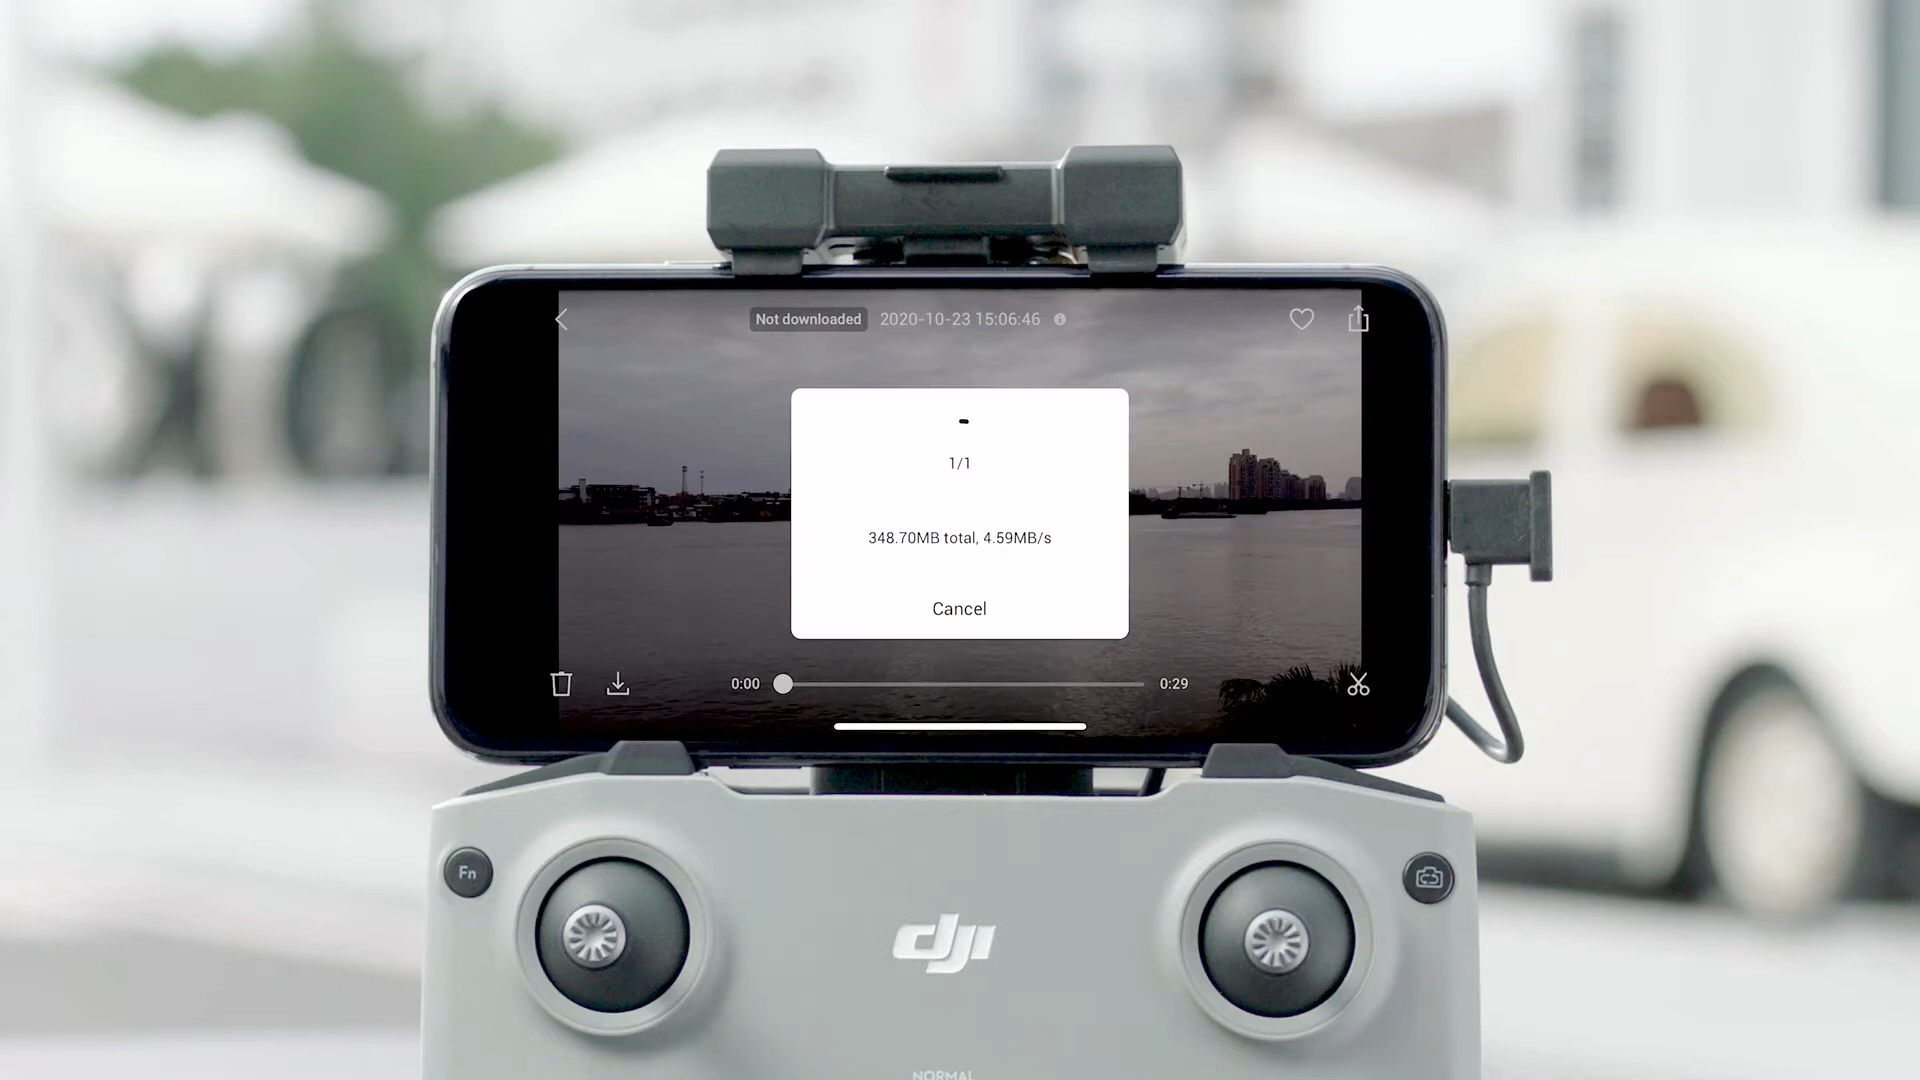 Not downloaded 2020-10-23 15:06:46
1/1
348.70MB total, 4.59MB/s
Cancel
0:00 0:29
Fn
dji
NORMAL